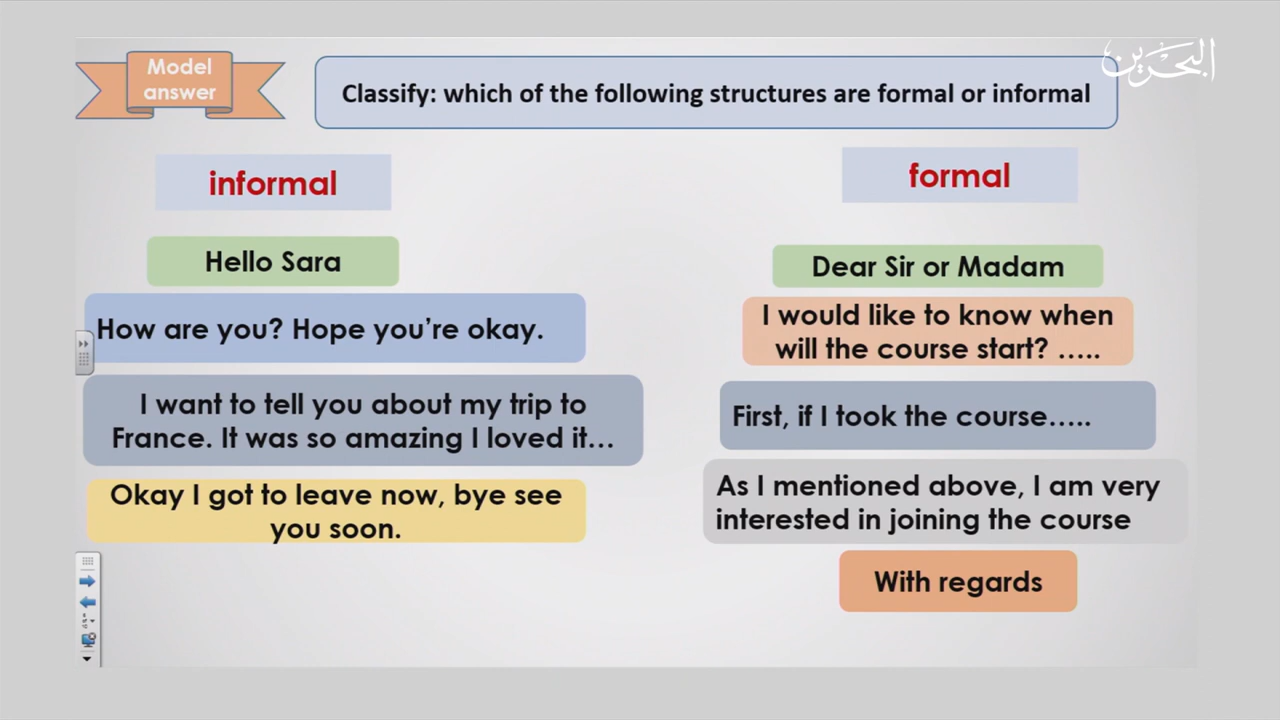 Model
answer
Classify: which of the following structures are formal or informal
البحرين
informal
Hello Sara
How are you? Hope you're okay.
I want to tell you about my trip to
France. It was so amazing I loved it...
Okay I got to leave now, bye see
you soon.
formal
Dear Sir or Madam
I would like to know when
will the course start? .....
First, if I took the course.....
As I mentioned above, I am very
interested in joining the course
With regards